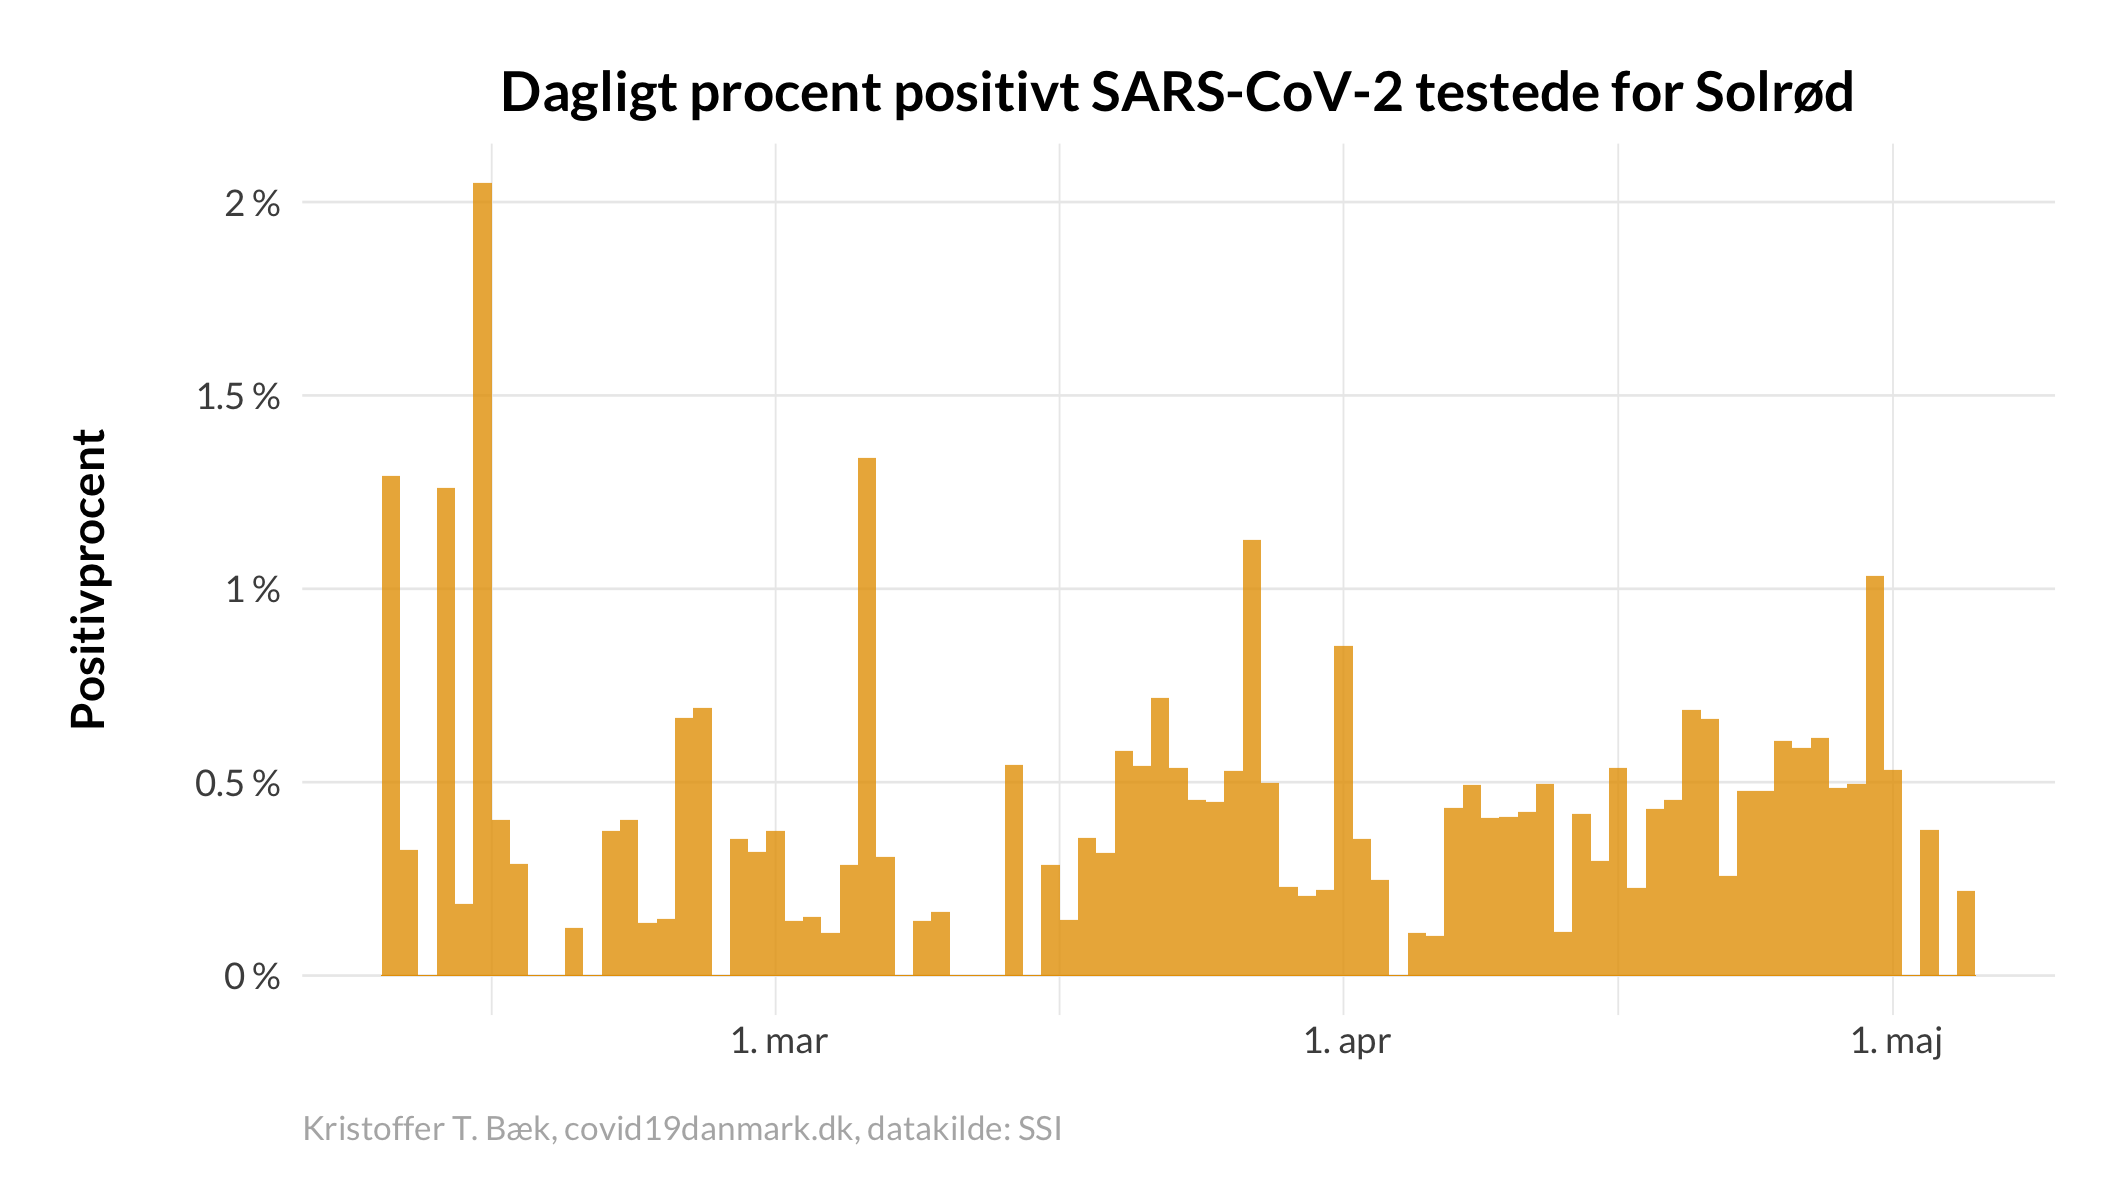 Dagligt procent positivt SARS-CoV-2 testede for Solrød
Positivprocent
2 %
1.5 %
1 %
0.5 %
0 %
1. mar
1. apr
1. maj
Kristoffer T. Bæk, covid19danmark.dk, datakilde: SSI